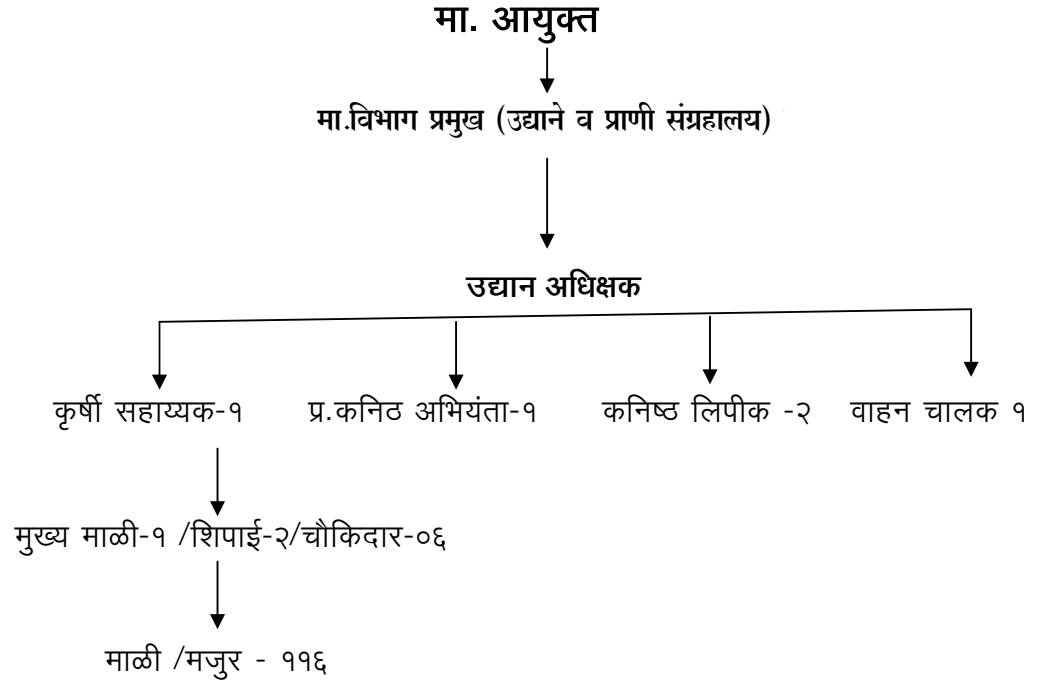 मा. आयुक्त
मा.विभाग प्रमुख (उद्याने व प्राणी संग्रहालय)
उद्यान अधिक्षक
कृर्षी सहाय्यक-१ प्र.कनिठ अभियंता-१ कनिष्ठ लिपीक -२ वाहन चालक १
मुख्य माळी-१ /शिपाई-२/चौकिदार-०६
माळी /मजुर - ११६